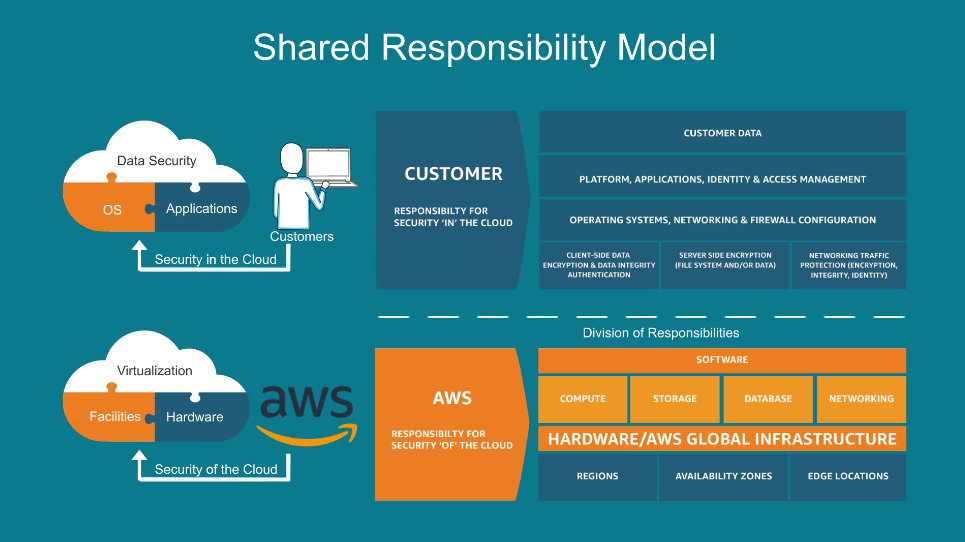 Shared Responsibility Model
Data Security
OS
Applications
Customers
Security in the Cloud
CUSTOMER
RESPONSIBILTY FOR
SECURITY ‘IN’ THE CLOUD
CUSTOMER DATA
PLATFORM, APPLICATIONS, IDENTITY & ACCESS MANAGEMENT
OPERATING SYSTEMS, NETWORKING & FIREWALL CONFIGURATION
CLIENT-SIDE DATA
ENCRYPTION & DATA INTEGRITY
AUTHENTICATION
SERVER SIDE ENCRYPTION
(FILE SYSTEM AND/OR DATA)
NETWORKING TRAFFIC
PROTECTION (ENCRYPTION,
INTEGRITY, IDENTITY)
Division of Responsibilities
Virtualization
Facilities
Hardware
aws
Security of the Cloud
AWS
RESPONSIBILTY FOR
SECURITY ‘OF’ THE CLOUD
SOFTWARE
COMPUTE
STORAGE
DATABASE
NETWORKING
HARDWARE/AWS GLOBAL INFRASTRUCTURE
REGIONS
AVAILABILITY ZONES
EDGE LOCATIONS